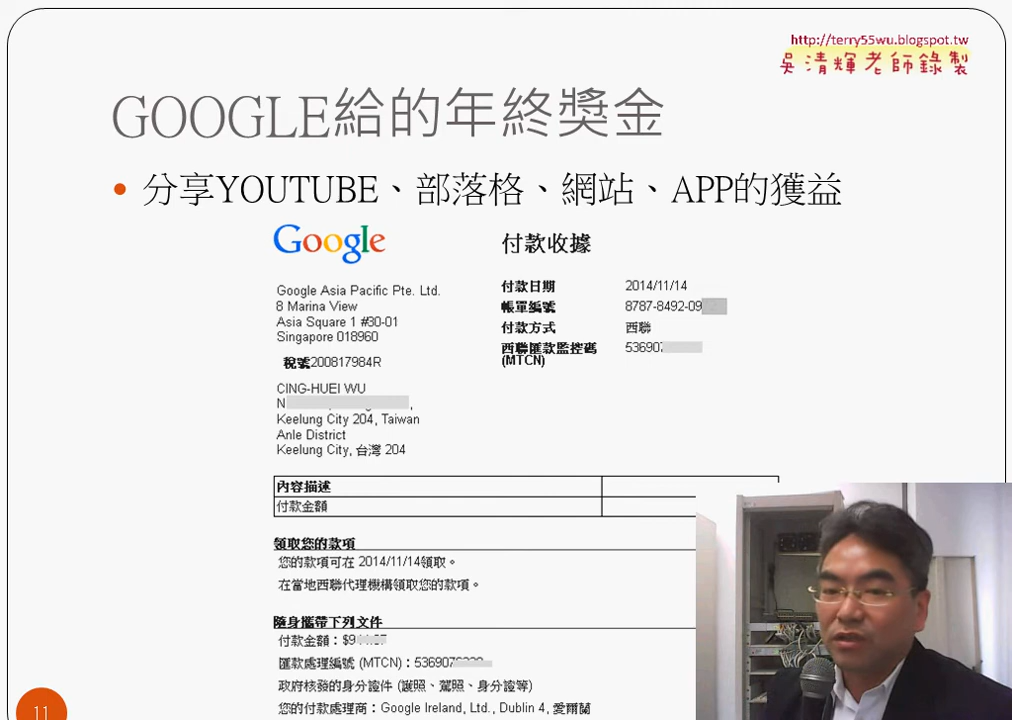 http://terry55wu.blogspot.tw
吳清輝老師錄製
GOOGLE給的年終獎金
• 分享YOUTUBE、部落格、網站、APP的獲益
Google
付款收據
Google Asia Pacific Pte. Ltd.
8 Marina View
Asia Square 1 #30-01
Singapore 018960
稅號200817984R
付款日期 2014/11/14
帳單編號 8787-8492-09
付款方式 西聯
西聯匯款監控碼 53690
(MTCN)
CING-HUEI WU
N
Keelung City 204, Taiwan
Anle District
Keelung City, 台灣 204
內容描述
付款金額
領取您的款項
您的款項可在 2014/11/14領取。
在當地西聯代理機構領取您的款項。
隨身攜帶下列文件
付款金額：$9
匯款處理編號 (MTCN)：53690
政府核發的身分證件 (護照、駕照、身分證等)
您的付款處理商：Google Ireland, Ltd., Dublin 4, 愛爾蘭
11